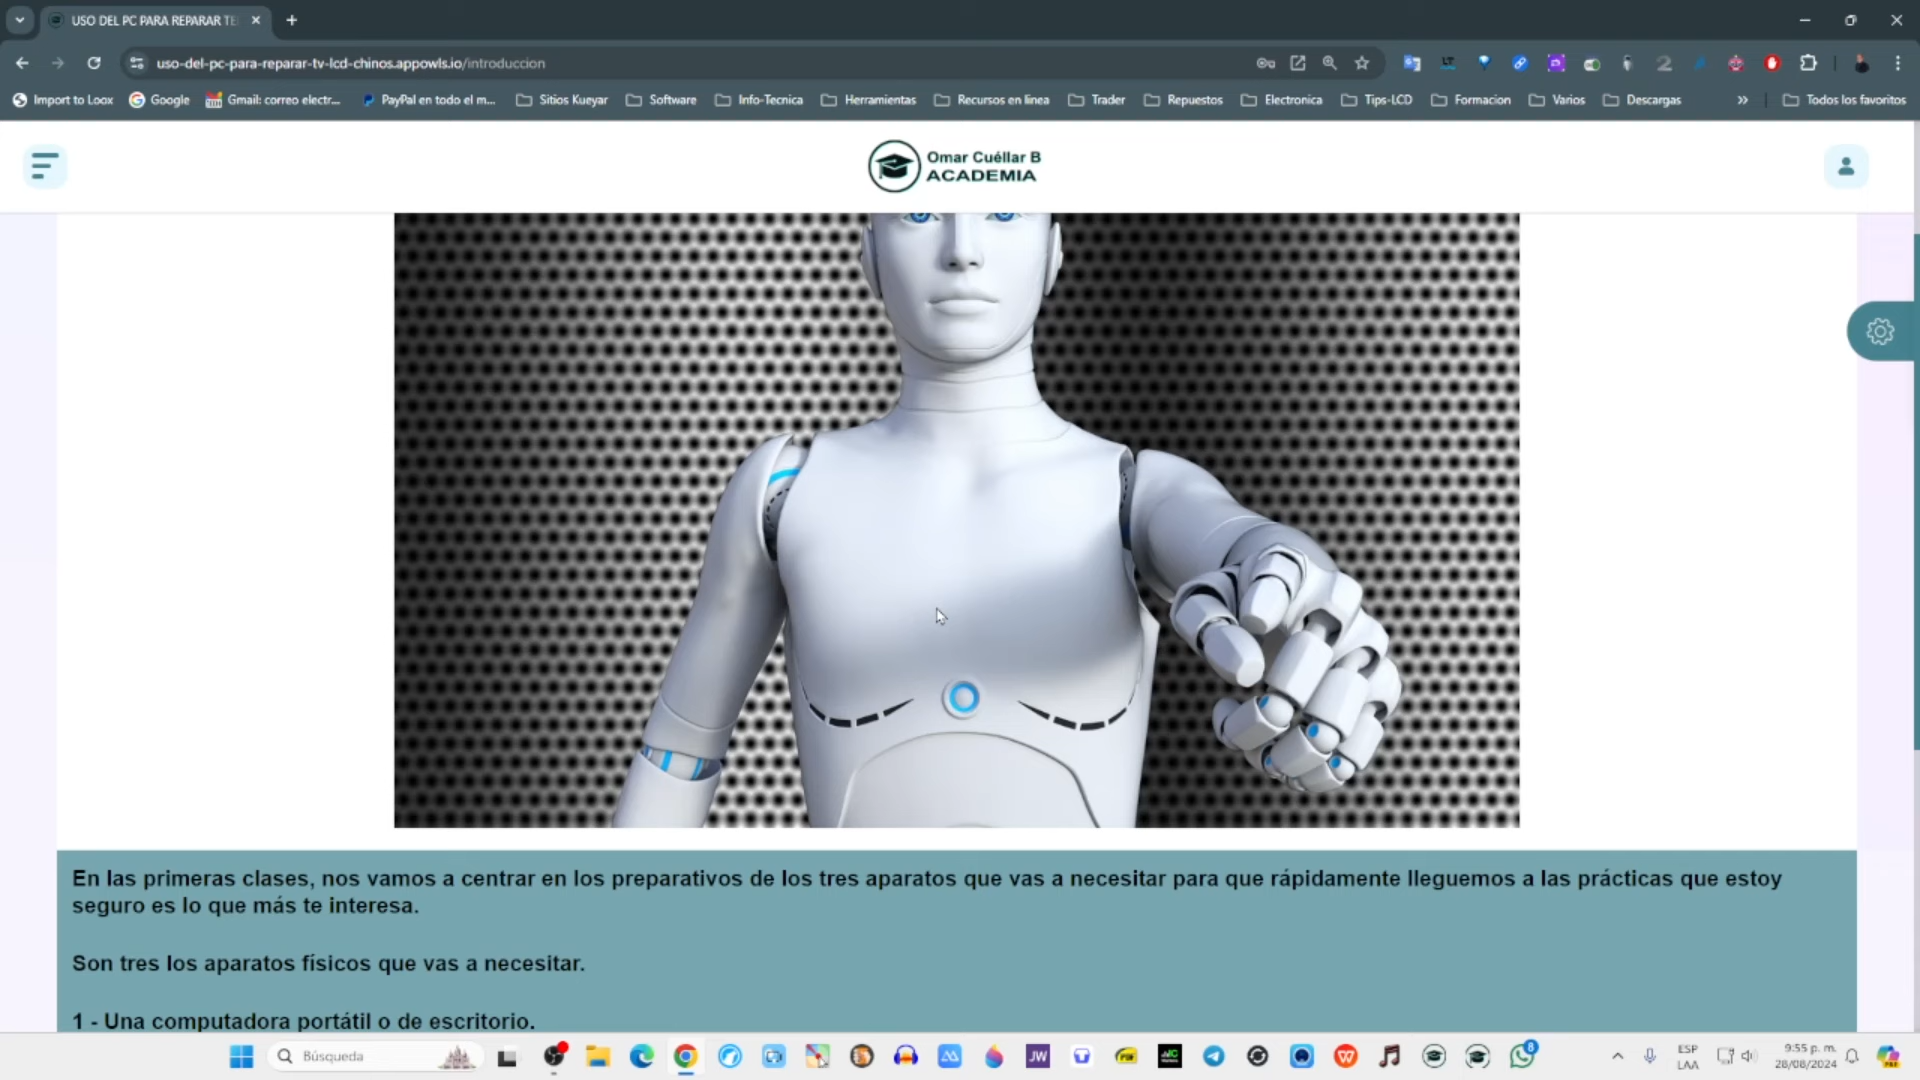 USO DEL PC PARA REPARAR TE
uso-del-pc-para-reparar-tv-lcd-chinos.appowls.io/introduccion
Import to Loox
Google
Gmail: correo electr...
PayPal en todo el m...
Sitios Kueyar
Software
Info-Tecnica
Herramientas
Recursos en linea
Trader
Repuestos
Electronica
Tips-LCD
Formacion
Varios
Descargas
Todos los favoritos
Omar Cuéllar B
ACADEMIA
En las primeras clases, nos vamos a centrar en los preparativos de los tres aparatos que vas a necesitar para que rápidamente lleguemos a las prácticas que estoy
seguro es lo que más te interesa.
Son tres los aparatos físicos que vas a necesitar.
1 - Una computadora portátil o de escritorio.
Búsqueda
JW
8
ESP
LAA
9:55 p. m.
28/08/2024